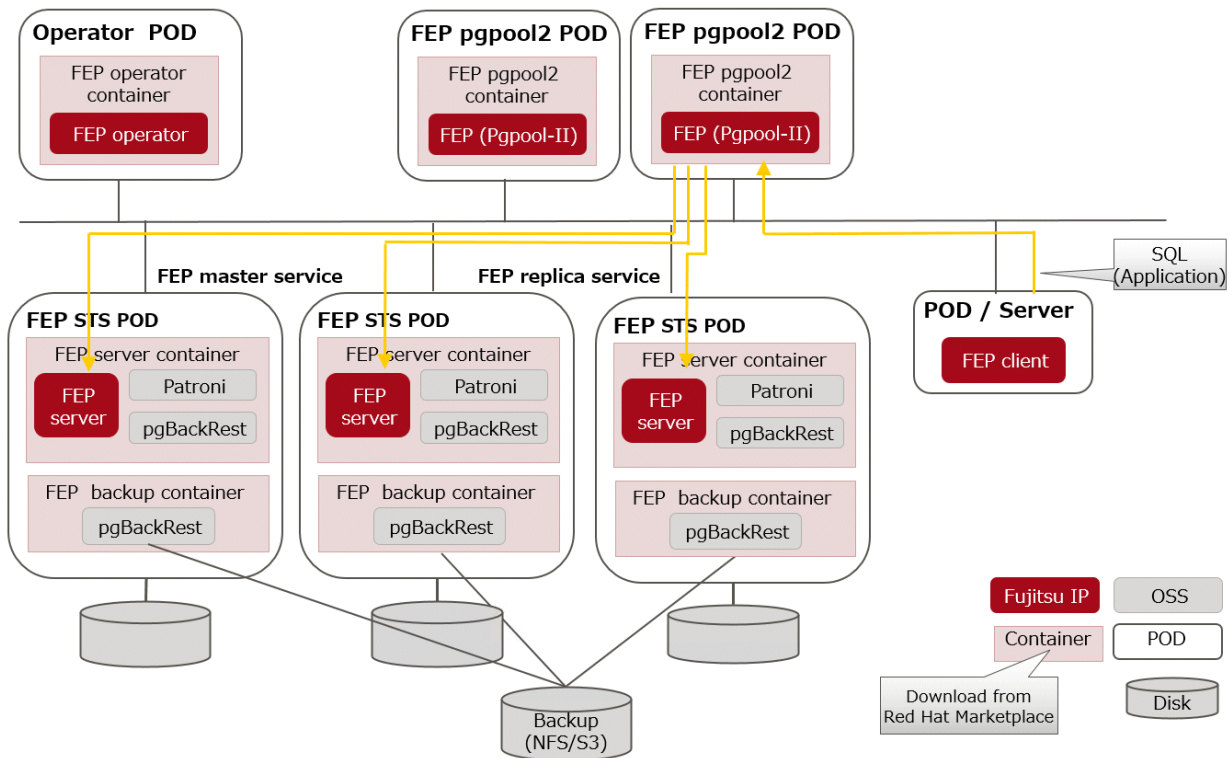 Operator POD
FEP operator
container
FEP operator
FEP pgpool2 POD
FEP pgpool2
container
FEP (Pgpool-II)
FEP pgpool2 POD
FEP pgpool2
container
FEP (Pgpool-II)
SQL
(Application)
FEP master service
FEP replica service
FEP STS POD
FEP server container
FEP
server
Patroni
pgBackRest
FEP backup container
pgBackRest
FEP STS POD
FEP server container
FEP
server
Patroni
pgBackRest
FEP backup container
pgBackRest
FEP STS POD
FEP server container
FEP
server
Patroni
pgBackRest
FEP backup container
pgBackRest
POD / Server
FEP client
Backup
(NFS/S3)
Fujitsu IP
OSS
Container
POD
Download from
Red Hat Marketplace
Disk